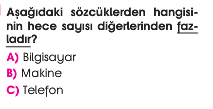 Aşağıdaki sözcüklerden hangisi-
nin hece sayısı diğerlerinden faz-
ladır?
A) Bilgisayar
B) Makine
C) Telefon